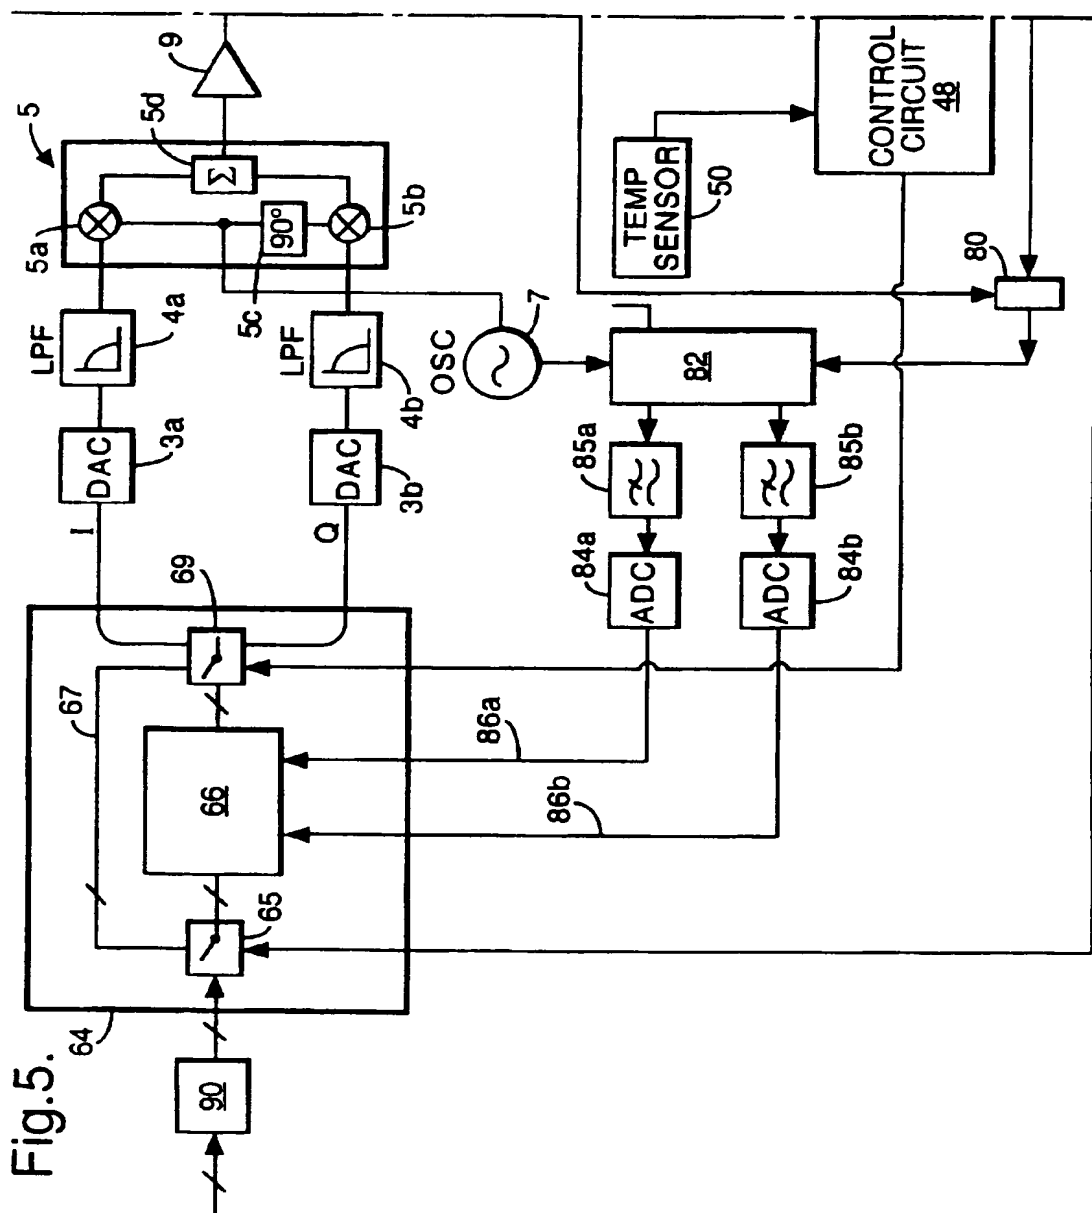 Fig.5.
90
64
65
66
67
69
I
Q
DAC
3a
DAC
3b
LPF
4a
LPF
4b
5
5a
5b
5c
5d
90°
Σ
9
OSC
7
TEMP
SENSOR
50
CONTROL
CIRCUIT
48
80
82
85a
85b
84a
ADC
84b
ADC
86a
86b